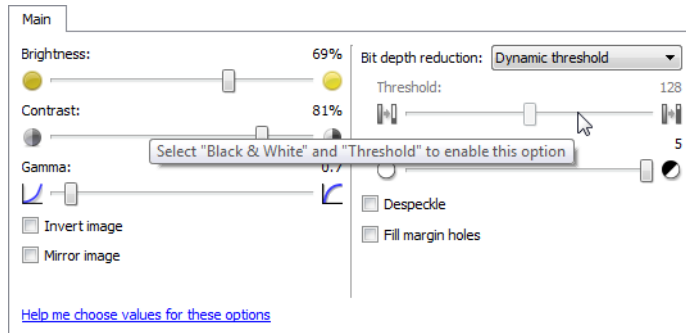 Main
Brightness: 69%
Contrast: 81%
Gamma: 0.7
Invert image
Mirror image
Help me choose values for these options
Bit depth reduction: Dynamic threshold
Threshold: 128
Select "Black & White" and "Threshold" to enable this option
5
Despeckle
Fill margin holes